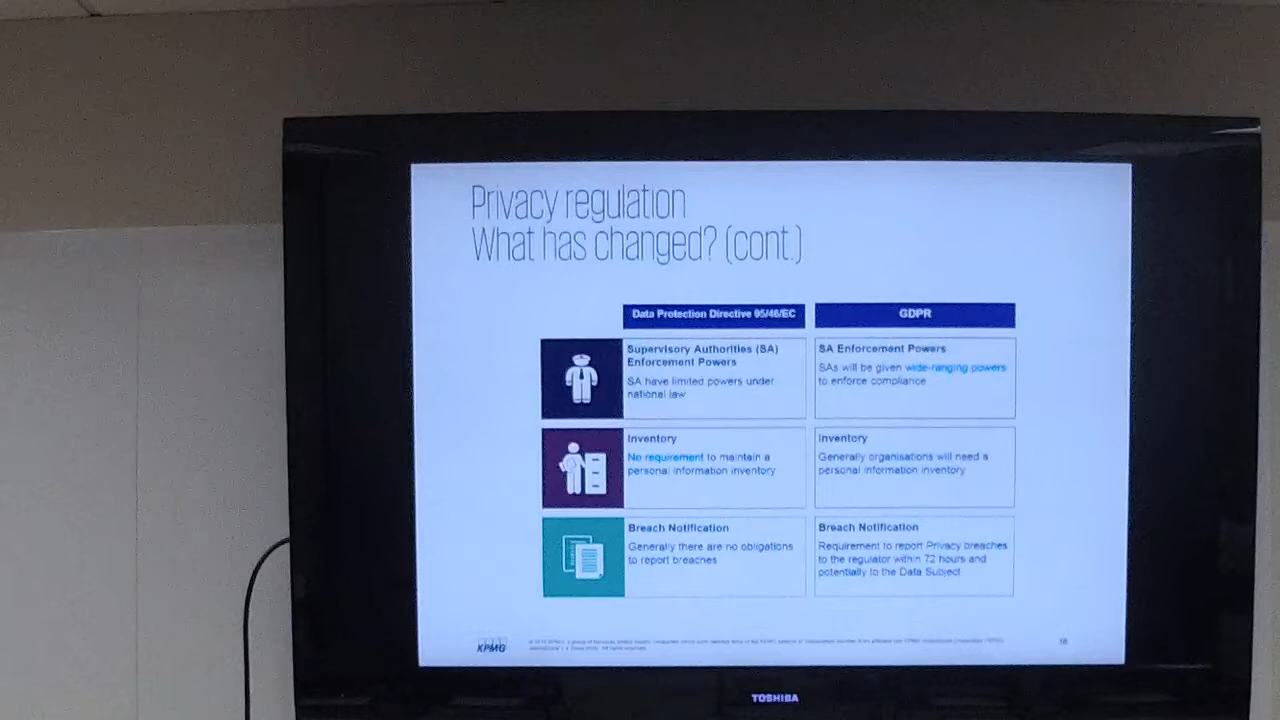 Privacy regulation
What has changed? (cont.)
Data Protection Directive 95/46/EC
GDPR
Supervisory Authorities (SA)
Enforcement Powers
SA have limited powers under
national law
SA Enforcement Powers
SAs will be given wide-ranging powers
to enforce compliance
Inventory
No requirement to maintain a
personal information inventory
Inventory
Generally organisations will need a
personal information inventory
Breach Notification
Generally there are no obligations
to report breaches
Breach Notification
Requirement to report Privacy breaches
to the regulator within 72 hours and
potentially to the Data Subject
KPMG
TOSHIBA